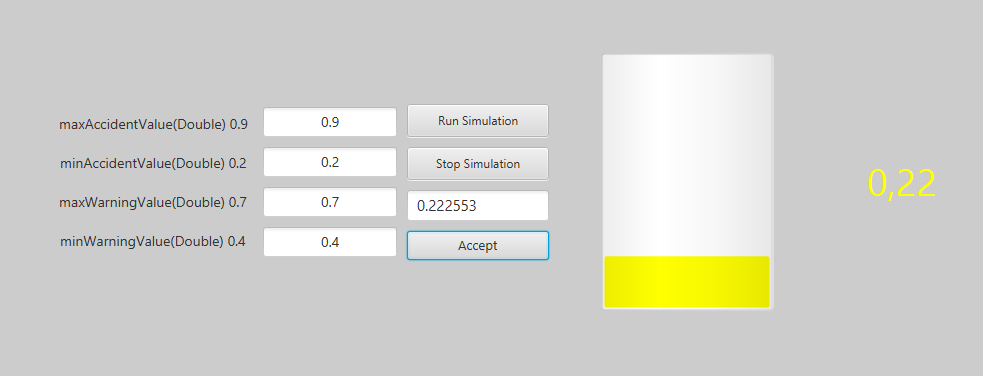 maxAccidentValue(Double) 0.9
0.9
Run Simulation
minAccidentValue(Double) 0.2
0.2
Stop Simulation
maxWarningValue(Double) 0.7
0.7
0.222553
minWarningValue(Double) 0.4
0.4
Accept
0,22